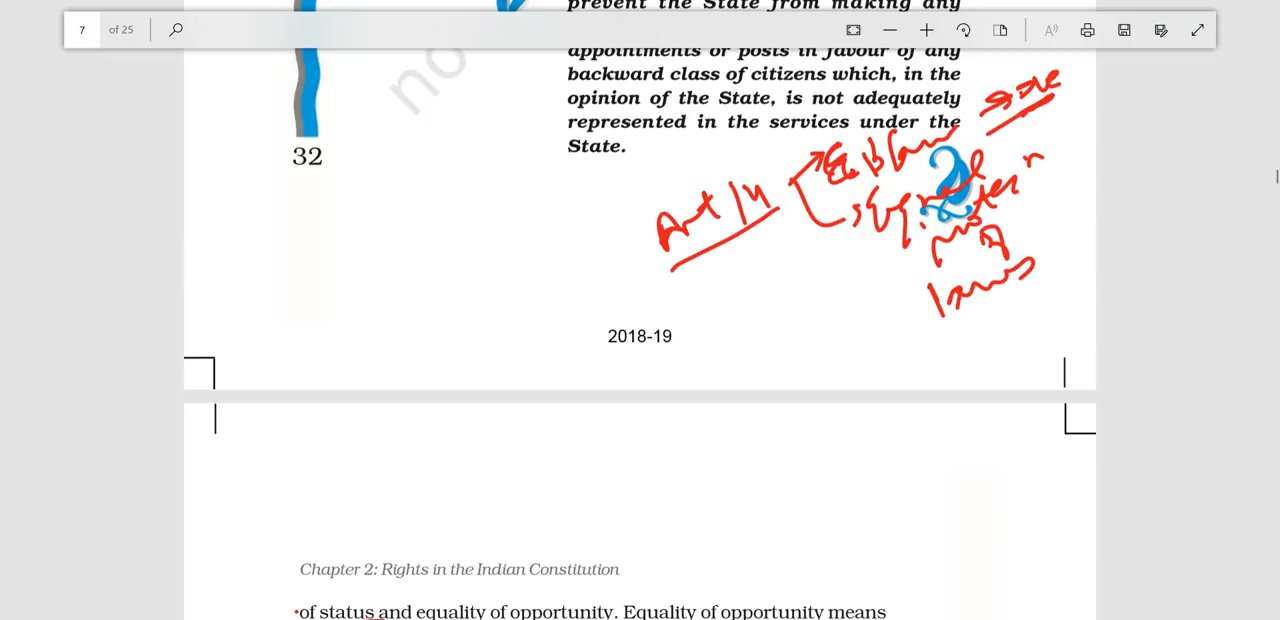 prevent the State from making any
7 of 25
appointments or posts in favour of any
backward class of citizens which, in the
opinion of the State, is not adequately
represented in the services under the
State.
no
32
Art 14
laws
2018-19
Chapter 2: Rights in the Indian Constitution
of status and equality of opportunity. Equality of opportunity means